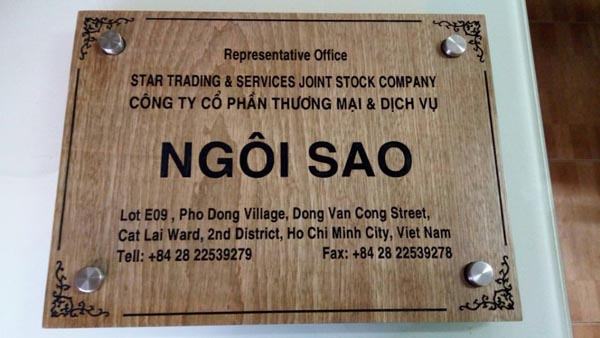 Representative Office
STAR TRADING & SERVICES JOINT STOCK COMPANY
CÔNG TY CỔ PHẦN THƯƠNG MẠI & DỊCH VỤ
NGÔI SAO
Lot E09 , Pho Dong Village, Dong Van Cong Street,
Cat Lai Ward, 2nd District, Ho Chi Minh City, Viet Nam
Tell: +84 28 22539279 Fax: +84 28 22539278